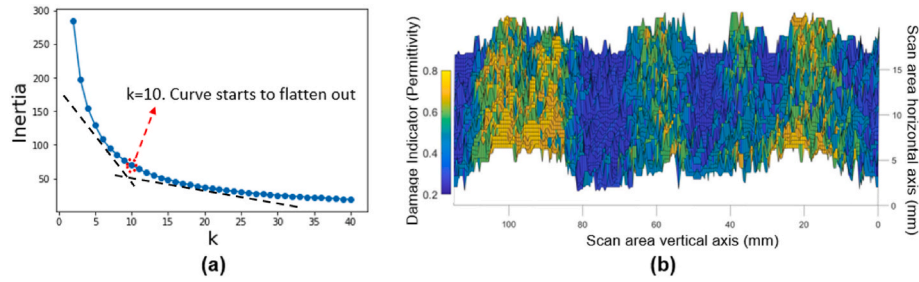 300
250
200
150
100
50
Inertia
k=10. Curve starts to flatten out
0 5 10 15 20 25 30 35 40
k
(a)
Damage Indicator (Permittivity)
0.8
0.6
0.4
0.2
100 80 60 40 20 0
Scan area vertical axis (mm)
15
10
5
0
Scan area horizontal axis (mm)
(b)